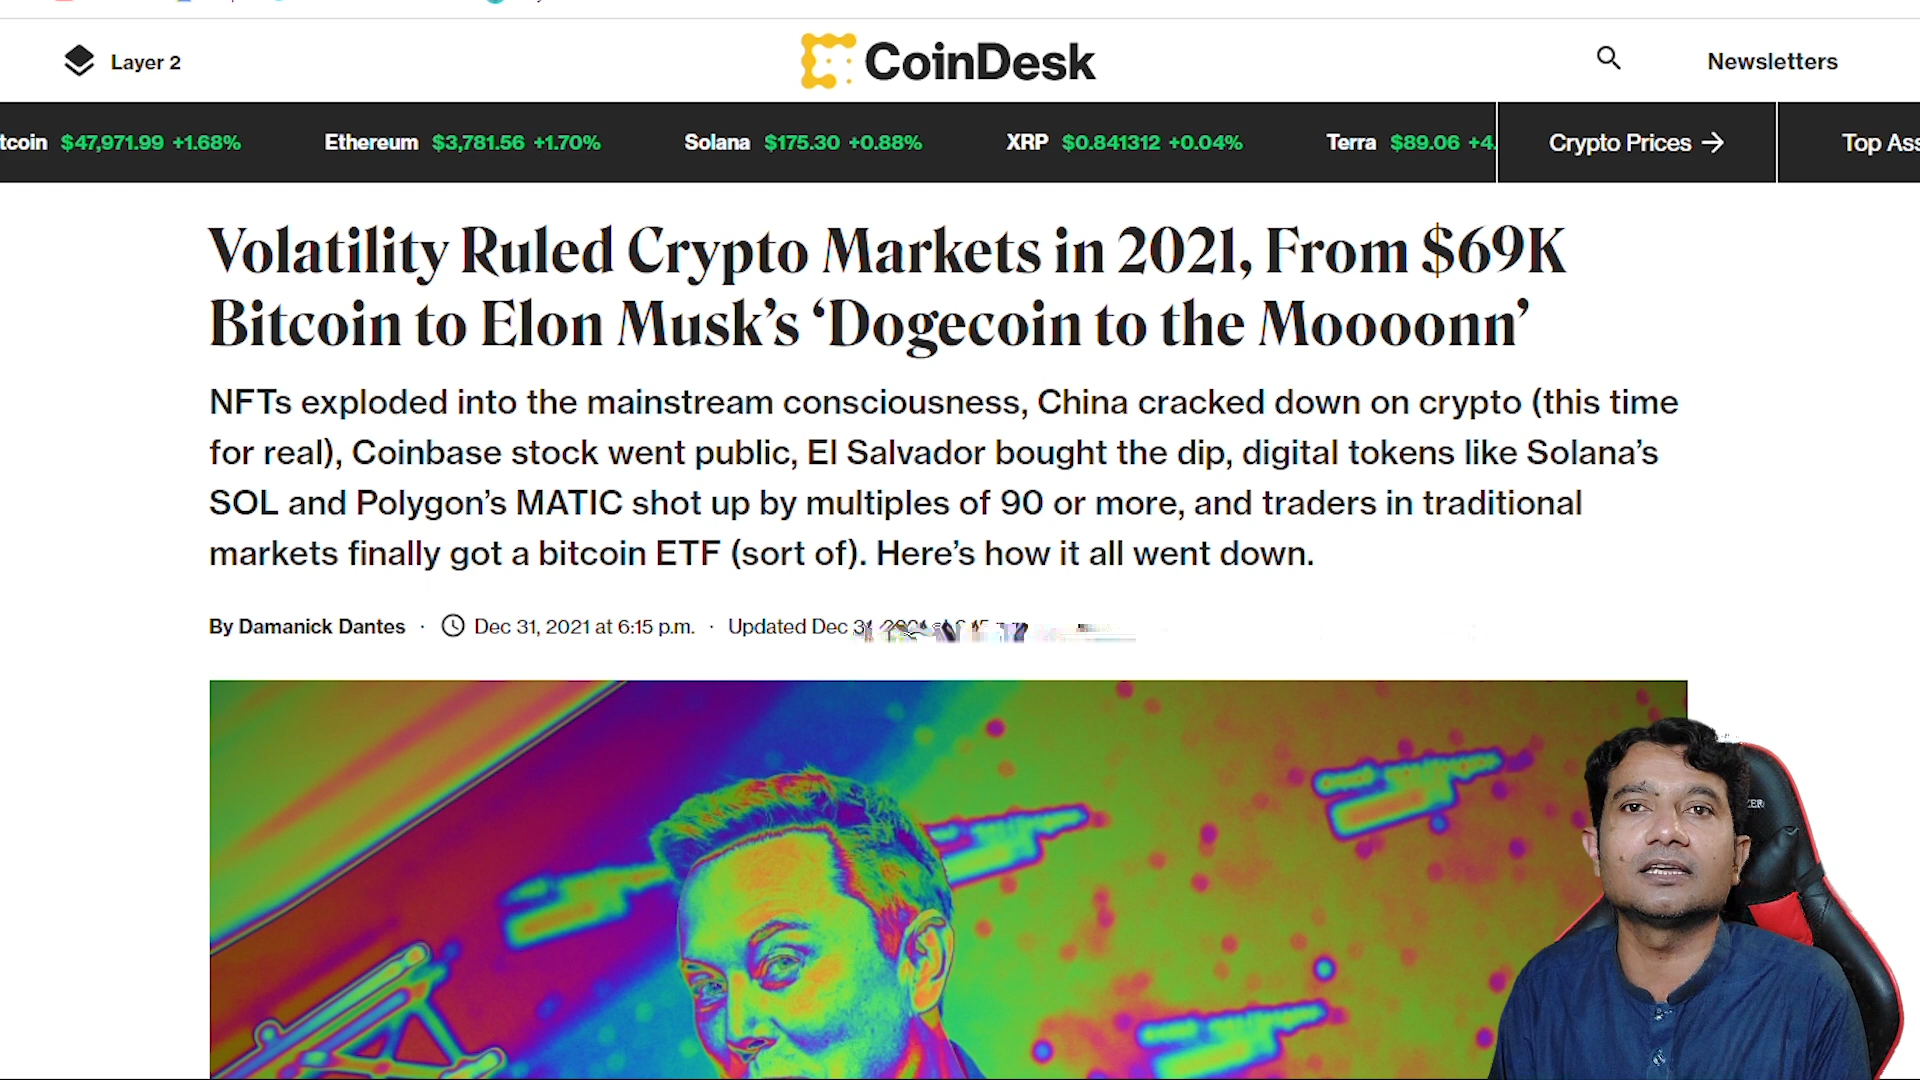 Layer 2
CoinDesk
Newsletters
tcoin $47,971.99 +1.68% Ethereum $3,781.56 +1.70% Solana $175.30 +0.88% XRP $0.841312 +0.04% Terra $89.06 +4. Crypto Prices → Top Ass
Volatility Ruled Crypto Markets in 2021, From $69K
Bitcoin to Elon Musk’s ‘Dogecoin to the Moooonn’
NFTs exploded into the mainstream consciousness, China cracked down on crypto (this time
for real), Coinbase stock went public, El Salvador bought the dip, digital tokens like Solana’s
SOL and Polygon’s MATIC shot up by multiples of 90 or more, and traders in traditional
markets finally got a bitcoin ETF (sort of). Here’s how it all went down.
By Damanick Dantes · Dec 31, 2021 at 6:15 p.m. · Updated Dec